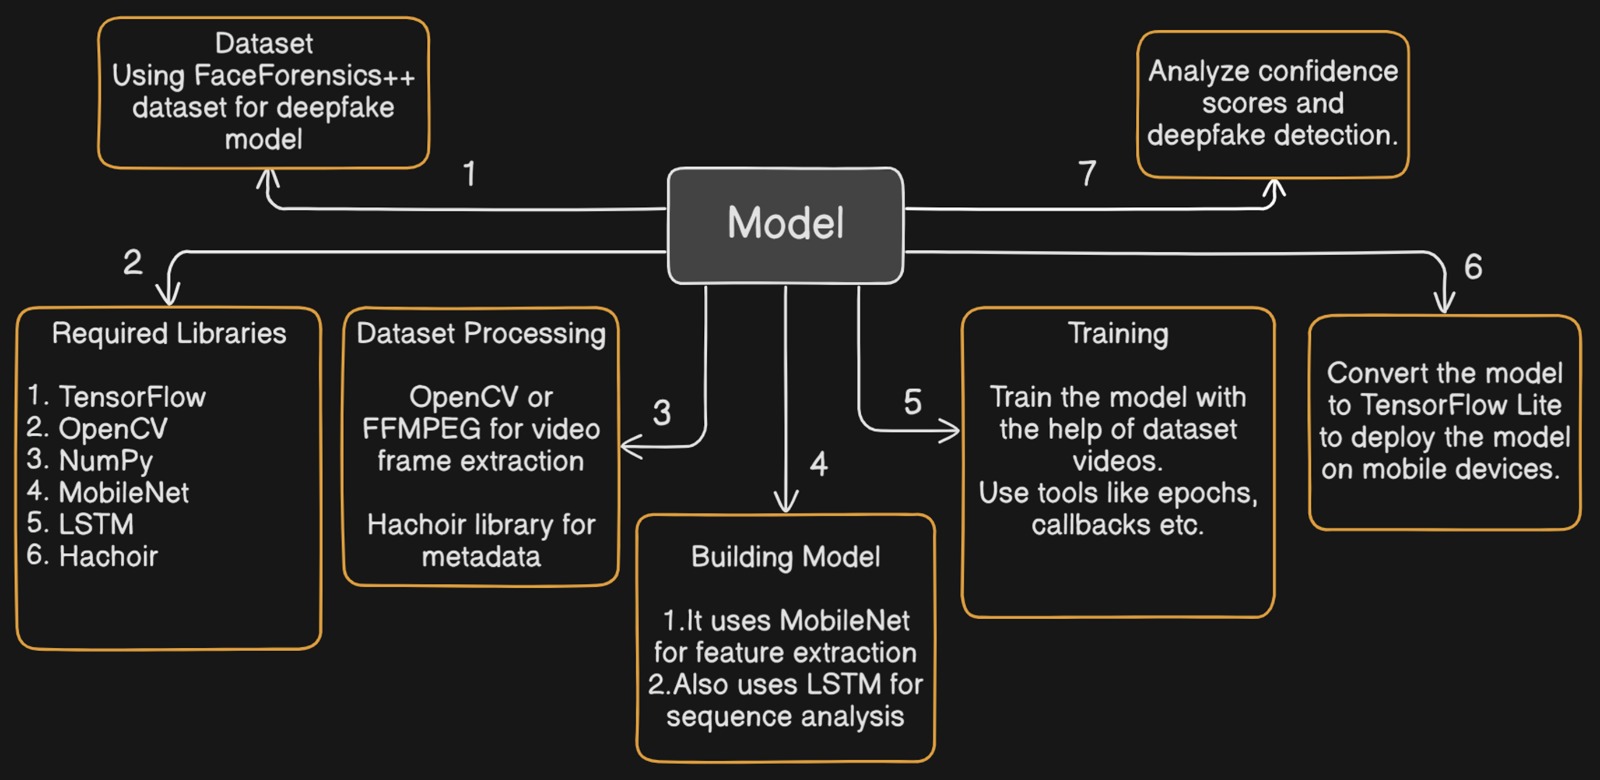 Dataset
Using FaceForensics++
dataset for deepfake
model
1
Model
7
Analyze confidence
scores and
deepfake detection.
2
Required Libraries
1. TensorFlow
2. OpenCV
3. NumPy
4. MobileNet
5. LSTM
6. Hachoir
3
Dataset Processing
OpenCV or
FFMPEG for video
frame extraction
Hachoir library for
metadata
4
Building Model
1.It uses MobileNet
for feature extraction
2.Also uses LSTM for
sequence analysis
5
Training
Train the model with
the help of dataset
videos.
Use tools like epochs,
callbacks etc.
6
Convert the model
to TensorFlow Lite
to deploy the model
on mobile devices.